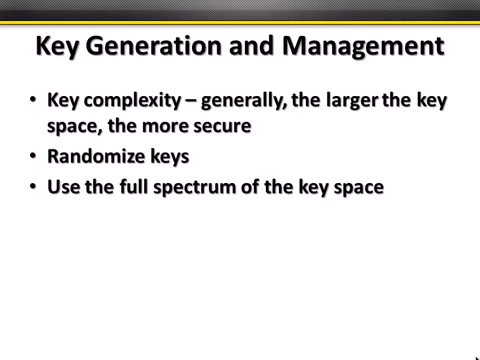 Key Generation and Management
• Key complexity – generally, the larger the key
space, the more secure
• Randomize keys
• Use the full spectrum of the key space